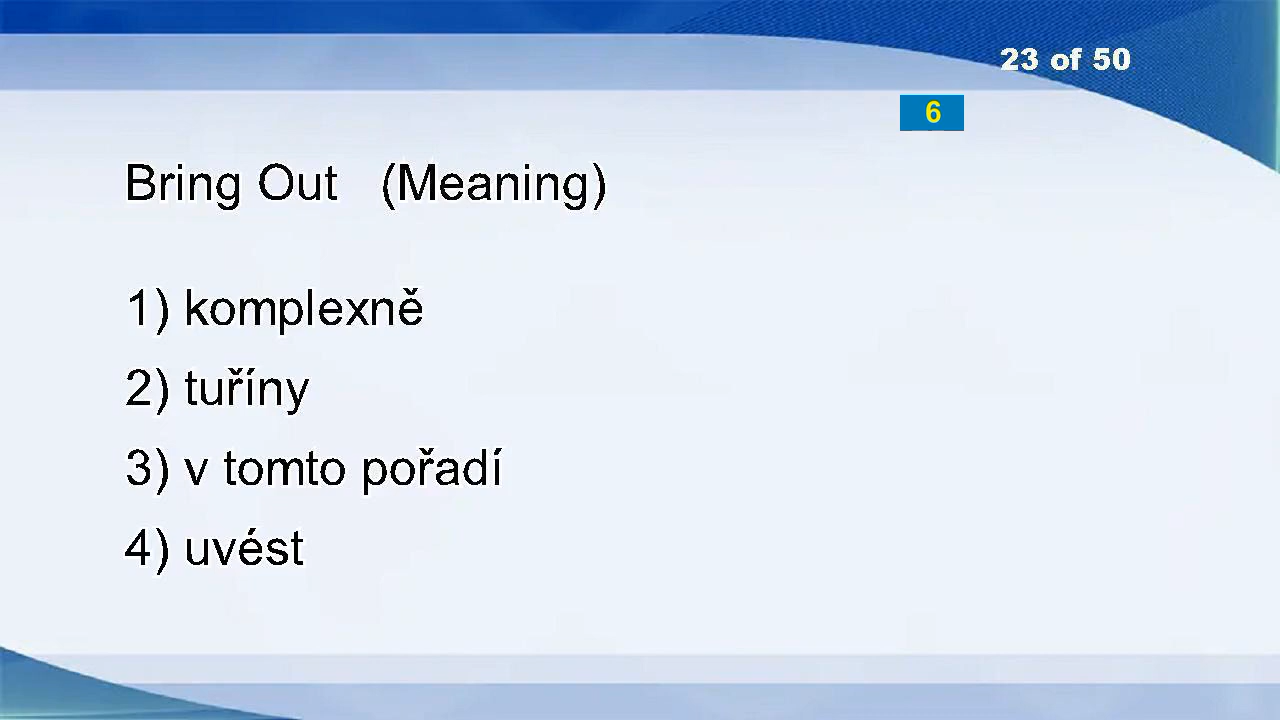 23 of 50
6
Bring Out (Meaning)
1) komplexně
2) tuříny
3) v tomto pořadí
4) uvést